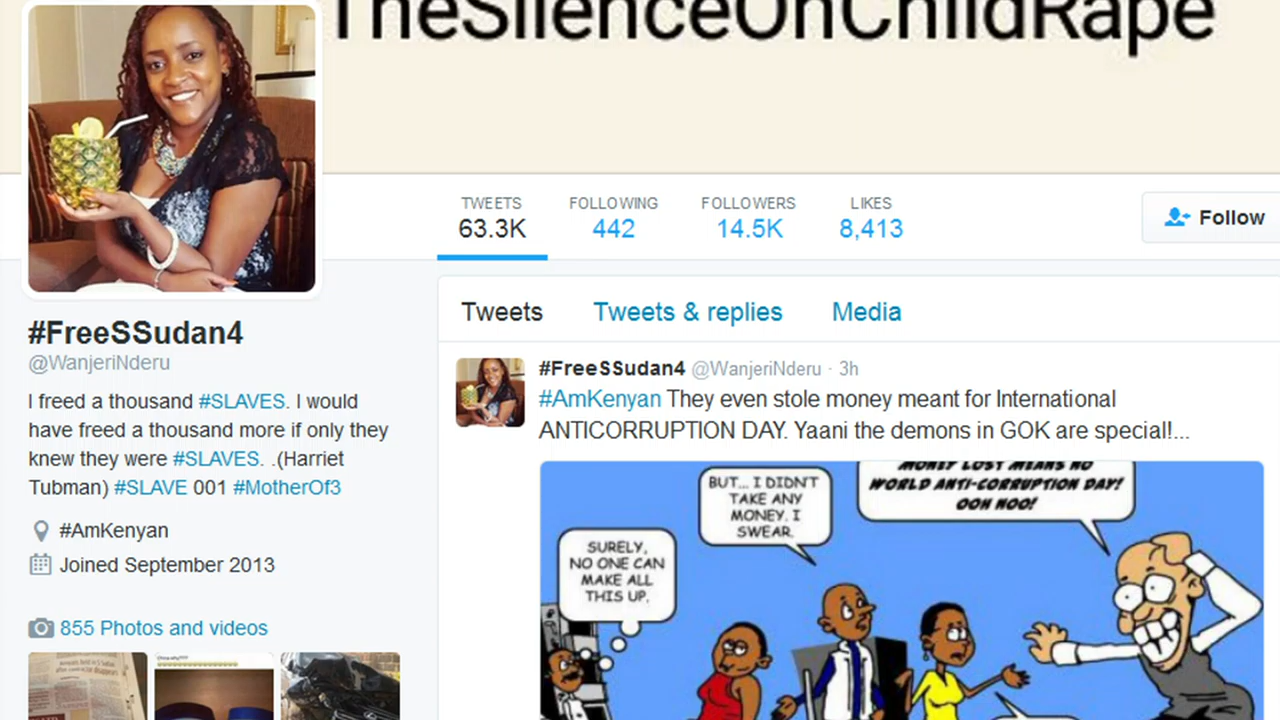 TheSilenceOnChildRape
TWEETS
63.3K
FOLLOWING
442
FOLLOWERS
14.5K
LIKES
8,413
Follow
#FreeSSudan4
@WanjeriNderu
I freed a thousand #SLAVES. I would
have freed a thousand more if only they
knew they were #SLAVES. .(Harriet
Tubman) #SLAVE 001 #MotherOf3
#AmKenyan
Joined September 2013
855 Photos and videos
Tweets
Tweets & replies
Media
#FreeSSudan4 @WanjeriNderu · 3h
#AmKenyan They even stole money meant for International
ANTICORRUPTION DAY. Yaani the demons in GOK are special!...
SURELY,
NO ONE CAN
MAKE ALL
THIS UP.
BUT... I DIDN'T
TAKE ANY
MONEY. I
SWEAR.
MONEY LOST MEANS NO
WORLD ANTI-CORRUPTION DAY!
OOH NOO!